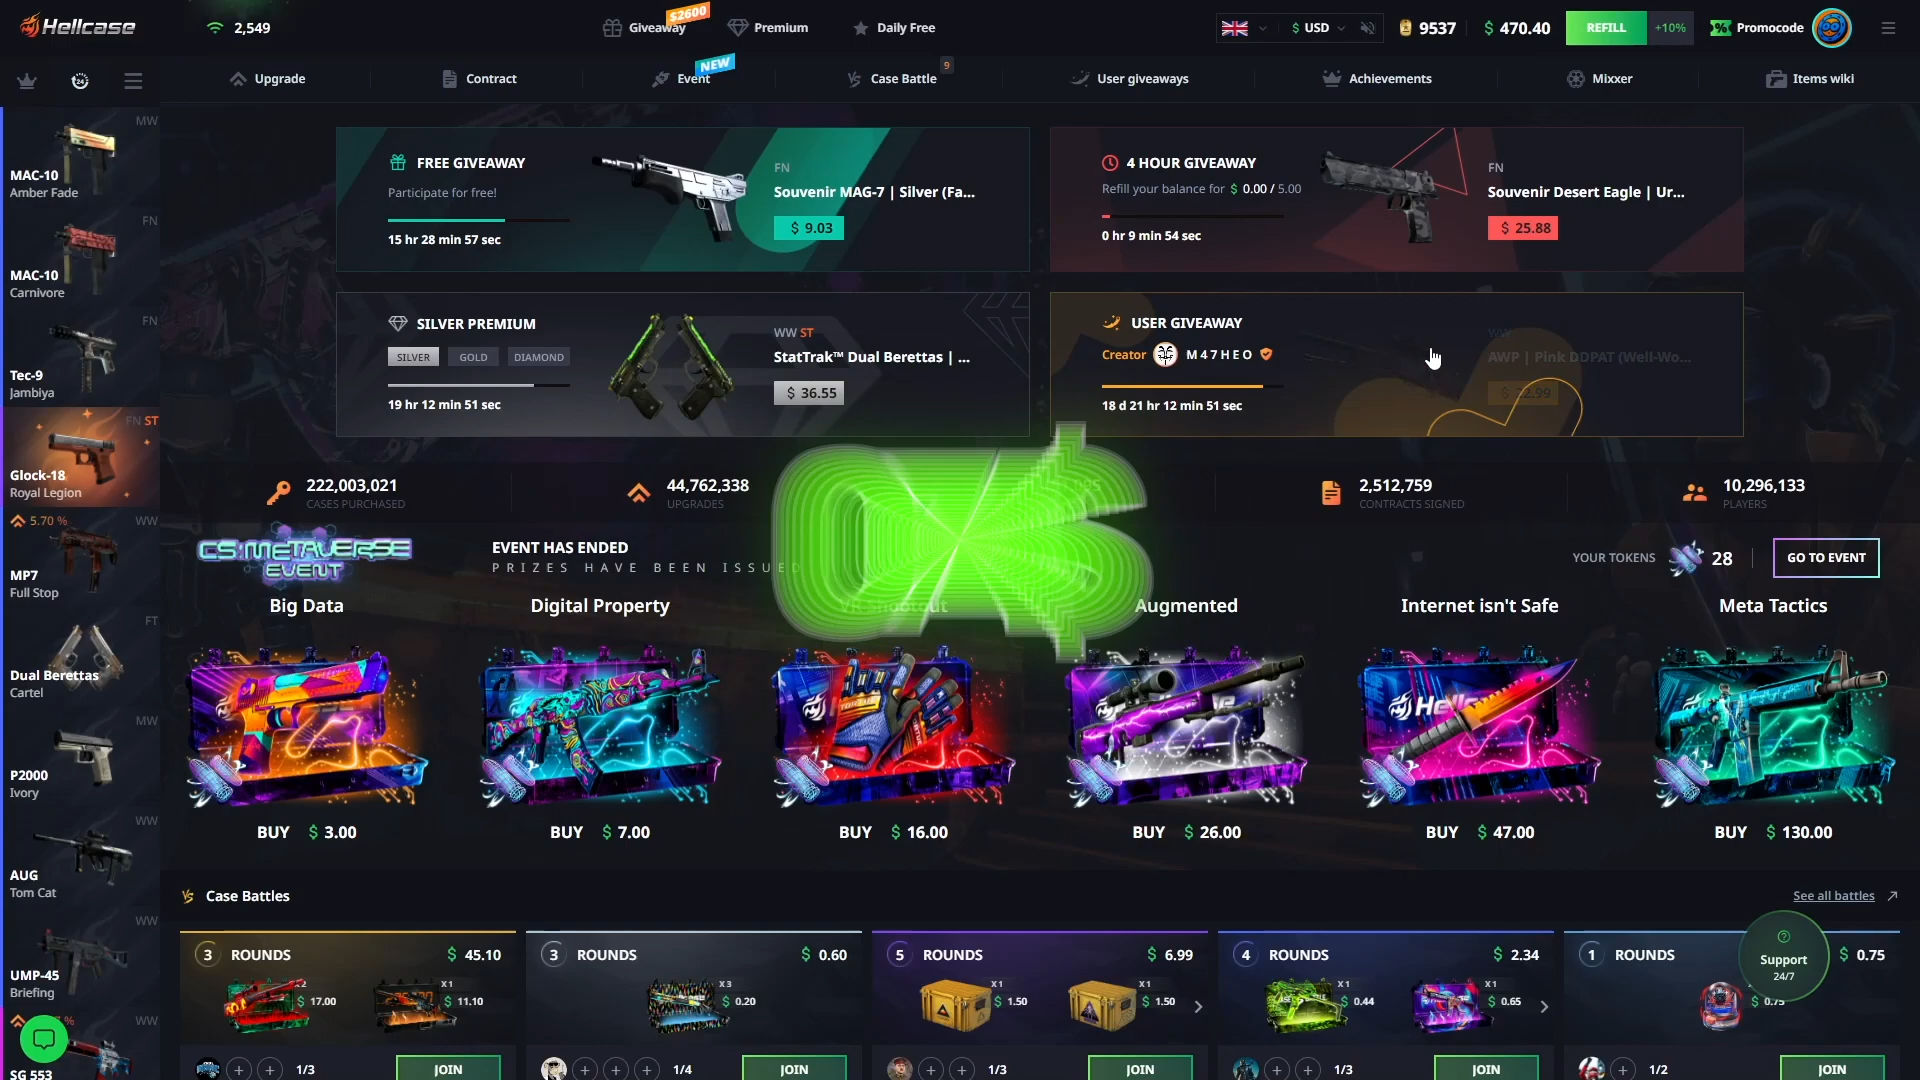 Hellcase
2,549
Giveaway
$2600
Premium
Daily Free
$ USD
9537
$ 470.40
REFILL
+10%
Promocode
24
Upgrade
Contract
Event
NEW
Case Battle
9
User giveaways
Achievements
Mixxer
Items wiki
MW
MAC-10
Amber Fade
FN
MAC-10
Carnivore
FN
Tec-9
Jambiya
FN ST
Glock-18
Royal Legion
5.70 %
WW
MP7
Full Stop
FT
Dual Berettas
Cartel
MW
P2000
Ivory
WW
AUG
Tom Cat
WW
UMP-45
Briefing
WW
SG 553
FREE GIVEAWAY
Participate for free!
15 hr 28 min 57 sec
FN
Souvenir MAG-7 | Silver (Fa...
$ 9.03
4 HOUR GIVEAWAY
Refill your balance for $ 0.00 / 5.00
0 hr 9 min 54 sec
FN
Souvenir Desert Eagle | Ur...
$ 25.88
SILVER PREMIUM
SILVER
GOLD
DIAMOND
19 hr 12 min 51 sec
WW ST
StatTrak™ Dual Berettas | ...
$ 36.55
USER GIVEAWAY
Creator M47HEO
18 d 21 hr 12 min 51 sec
WW
AWP | Pink DDPAT (Well-Wo...
$ 22.99
222,003,021
CASES PURCHASED
44,762,338
UPGRADES
2,512,759
CONTRACTS SIGNED
10,296,133
PLAYERS
CS:METAVERSE
EVENT
EVENT HAS ENDED
PRIZES HAVE BEEN ISSUED
YOUR TOKENS
28
GO TO EVENT
Big Data
Digital Property
VR Shootout
Augmented
Internet isn't Safe
Meta Tactics
BUY $ 3.00
BUY $ 7.00
BUY $ 16.00
BUY $ 26.00
BUY $ 47.00
BUY $ 130.00
Case Battles
See all battles
3 ROUNDS $ 45.10
X2
$ 17.00
X1
$ 11.10
1/3
JOIN
3 ROUNDS $ 0.60
X3
$ 0.20
1/4
JOIN
5 ROUNDS $ 6.99
X1
$ 1.50
X1
$ 1.50
1/3
JOIN
4 ROUNDS $ 2.34
X1
$ 0.44
X1
$ 0.65
1/3
JOIN
1 ROUNDS $ 0.75
$ 0.75
1/2
JOIN
Support
24/7